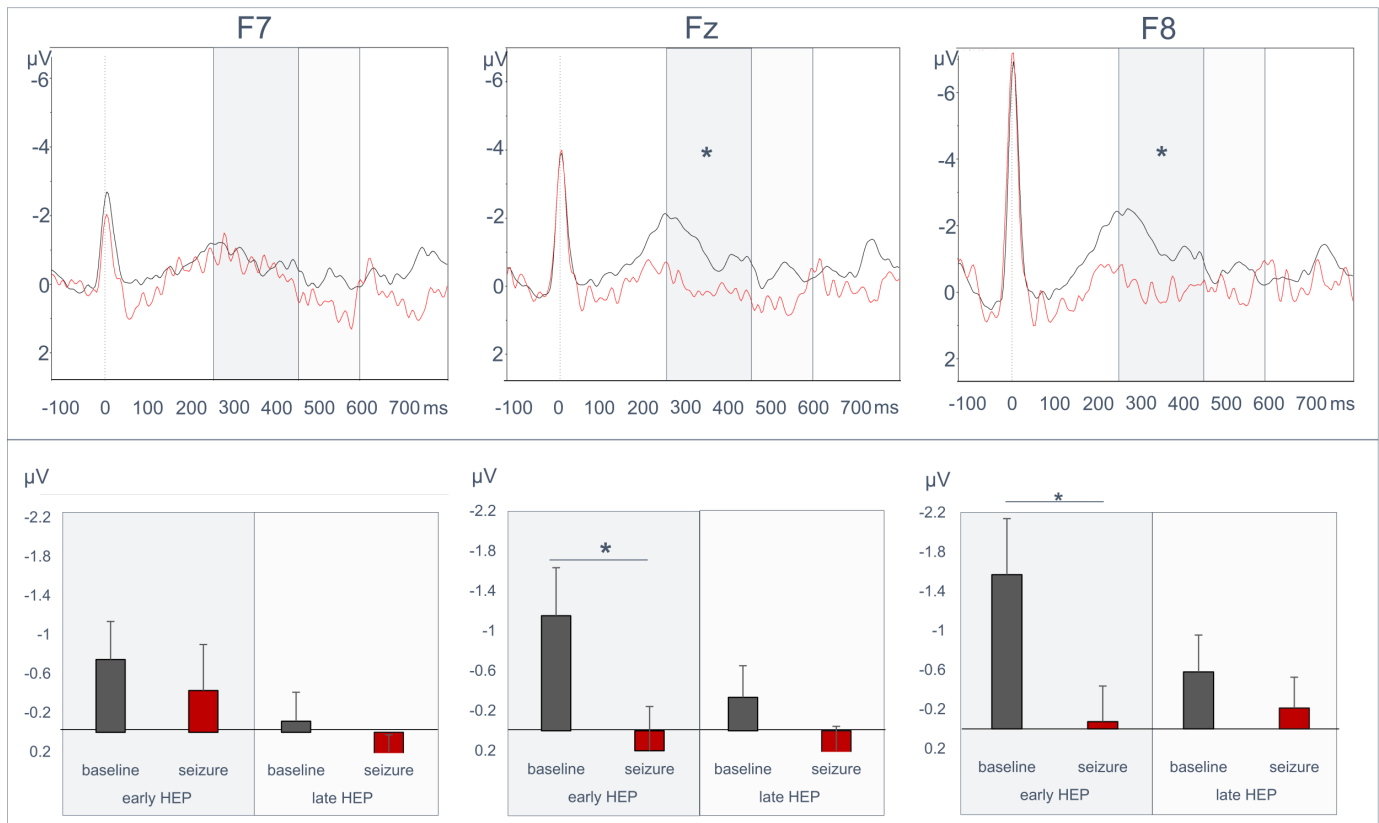 F7 Fz F8
µV µV µV
-6 -6 -6
-4 -4 -4
* *
-2 -2 -2
0 0 0
2 2 2
-100 0 100 200 300 400 500 600 700 ms
-100 0 100 200 300 400 500 600 700 ms
-100 0 100 200 300 400 500 600 700 ms
µV
-2.2
-1.8
-1.4
-1
-0.6
-0.2
0.2
baseline seizure baseline seizure
early HEP late HEP
µV
-2.2
-1.8
*
-1.4
-1
-0.6
-0.2
0.2
baseline seizure baseline seizure
early HEP late HEP
µV
*
-2.2
-1.8
-1.4
-1
-0.6
-0.2
0.2
baseline seizure baseline seizure
early HEP late HEP